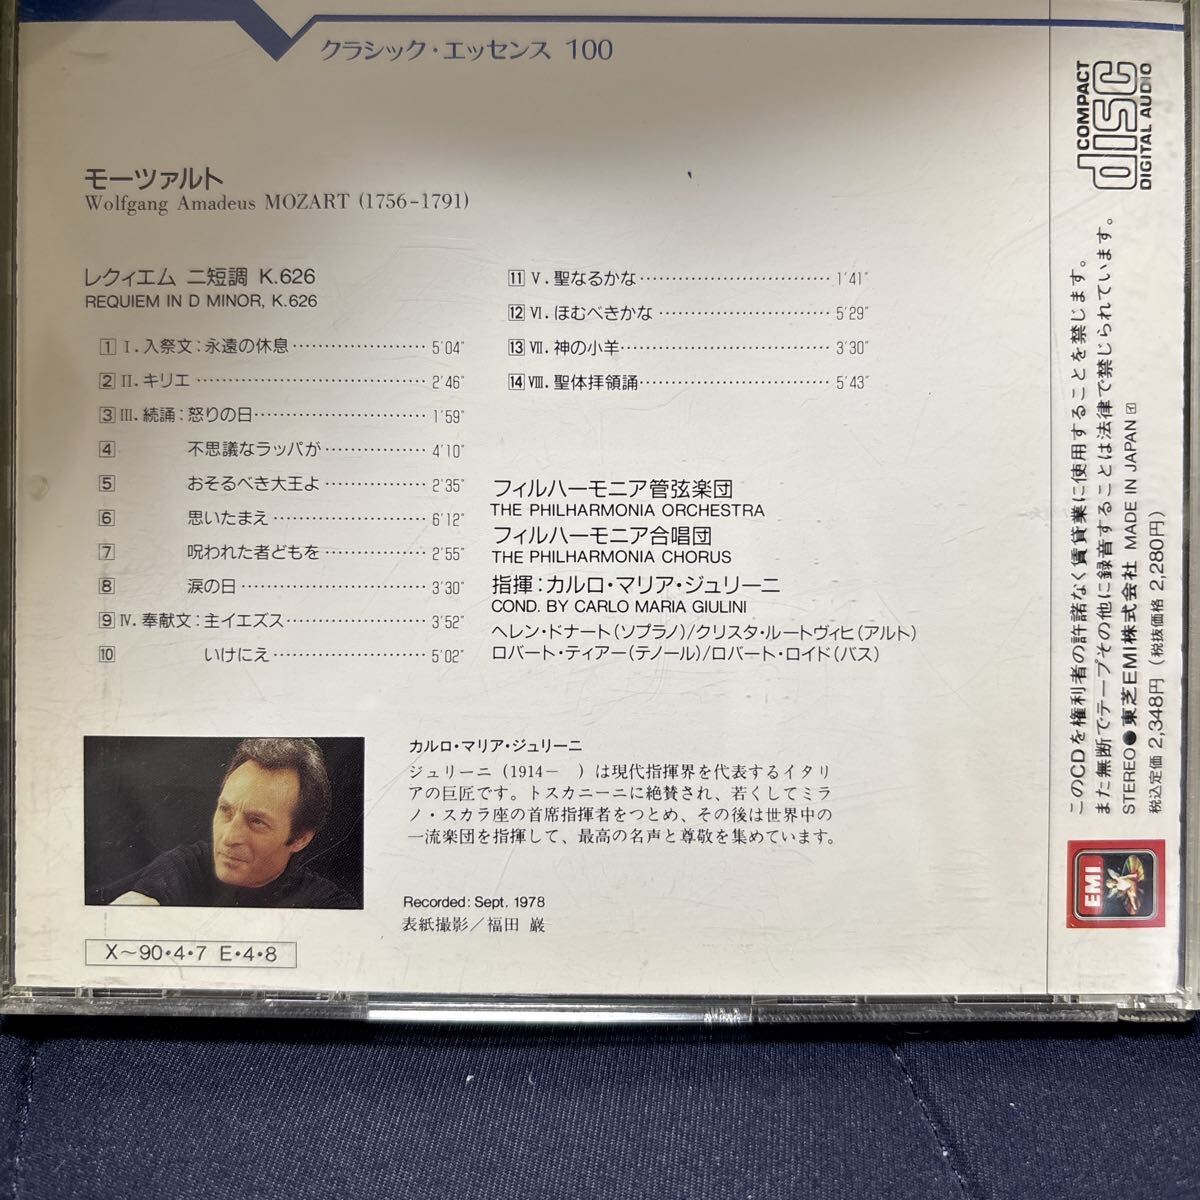 クラシック・エッセンス 100
モーツァルト
Wolfgang Amadeus MOZART (1756-1791)
レクィエム ニ短調 K.626
REQUIEM IN D MINOR, K.626
1 I. 入祭文:永遠の休息 5'04"
2 II. キリエ 2'46"
3 III. 続誦:怒りの日 1'59"
4 不思議なラッパが 4'10"
5 おそるべき大王よ 2'35"
6 思いたまえ 6'12"
7 呪われた者どもを 2'55"
8 涙の日 3'30"
9 IV. 奉献文:主イエズス 3'52"
10 いけにえ 5'02"
11 V. 聖なるかな 1'41"
12 VI. ほむべきかな 5'29"
13 VII. 神の小羊 3'30"
14 VIII. 聖体拝領誦 5'43"
フィルハーモニア管弦楽団
THE PHILHARMONIA ORCHESTRA
フィルハーモニア合唱団
THE PHILHARMONIA CHORUS
指揮:カルロ・マリア・ジュリーニ
COND. BY CARLO MARIA GIULINI
ヘレン・ドナート(ソプラノ)/クリスタ・ルートヴィヒ(アルト)
ロバート・ティアー(テノール)/ロバート・ロイド(バス)
カルロ・マリア・ジュリーニ
ジュリーニ(1914− )は現代指揮界を代表するイタリ
アの巨匠です。トスカニーニに絶賛され、若くしてミラ
ノ・スカラ座の首席指揮者をつとめ、その後は世界中の
一流楽団を指揮して、最高の名声と尊敬を集めています。
Recorded: Sept. 1978
表紙撮影/福田 巌
X〜90・4・7 E・4・8
COMPACT
disc
DIGITAL AUDIO
このCDを権利者の許諾なく賃貸業に使用することを禁じます。
また無断でテープその他に録音することは法律で禁じられています。
STEREO●東芝EMI株式会社 MADE IN JAPAN
税込定価 2,348円(税抜価格 2,280円)
EMI